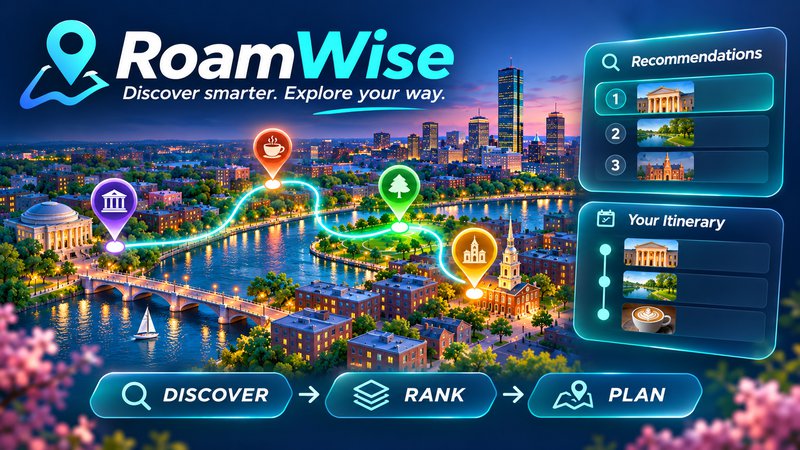 RoamWise
Discover smarter. Explore your way.
Recommendations
1
2
3
Your Itinerary
DISCOVER
RANK
PLAN